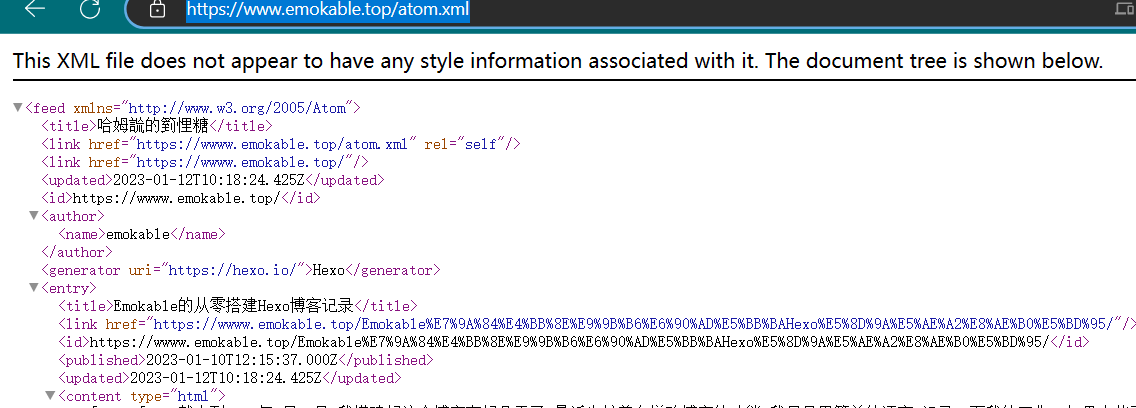 https://www.emokable.top/atom.xml
This XML file does not appear to have any style information associated with it. The document tree is shown below.
<feed xmlns="http://www.w3.org/2005/Atom">
<title>哈姆的糖</title>
<link href="https://wwww.emokable.top/atom.xml" rel="self"/>
<link href="https://wwww.emokable.top/"/>
<updated>2023-01-12T10:18:24.425Z</updated>
<id>https://wwww.emokable.top/</id>
<author>
<name>emokable</name>
</author>
<generator uri="https://hexo.io/">Hexo</generator>
<entry>
<title>Emokable的从零搭建Hexo博客记录</title>
<link href="https://wwww.emokable.top/Emokable%E7%9A%84%E4%BB%8E%E9%9B%B6%E6%90%AD%E5%BB%BAHexo%E5%8D%9A%E5%AE%A2%E8%AE%B0%E5%BD%95/"/>
<id>https://wwww.emokable.top/Emokable%E7%9A%84%E4%BB%8E%E9%9B%B6%E6%90%AD%E5%BB%BAHexo%E5%8D%9A%E5%AE%A2%E8%AE%B0%E5%BD%95/</id>
<published>2023-01-10T12:15:37.000Z</published>
<updated>2023-01-12T10:18:24.425Z</updated>
<content type="html">